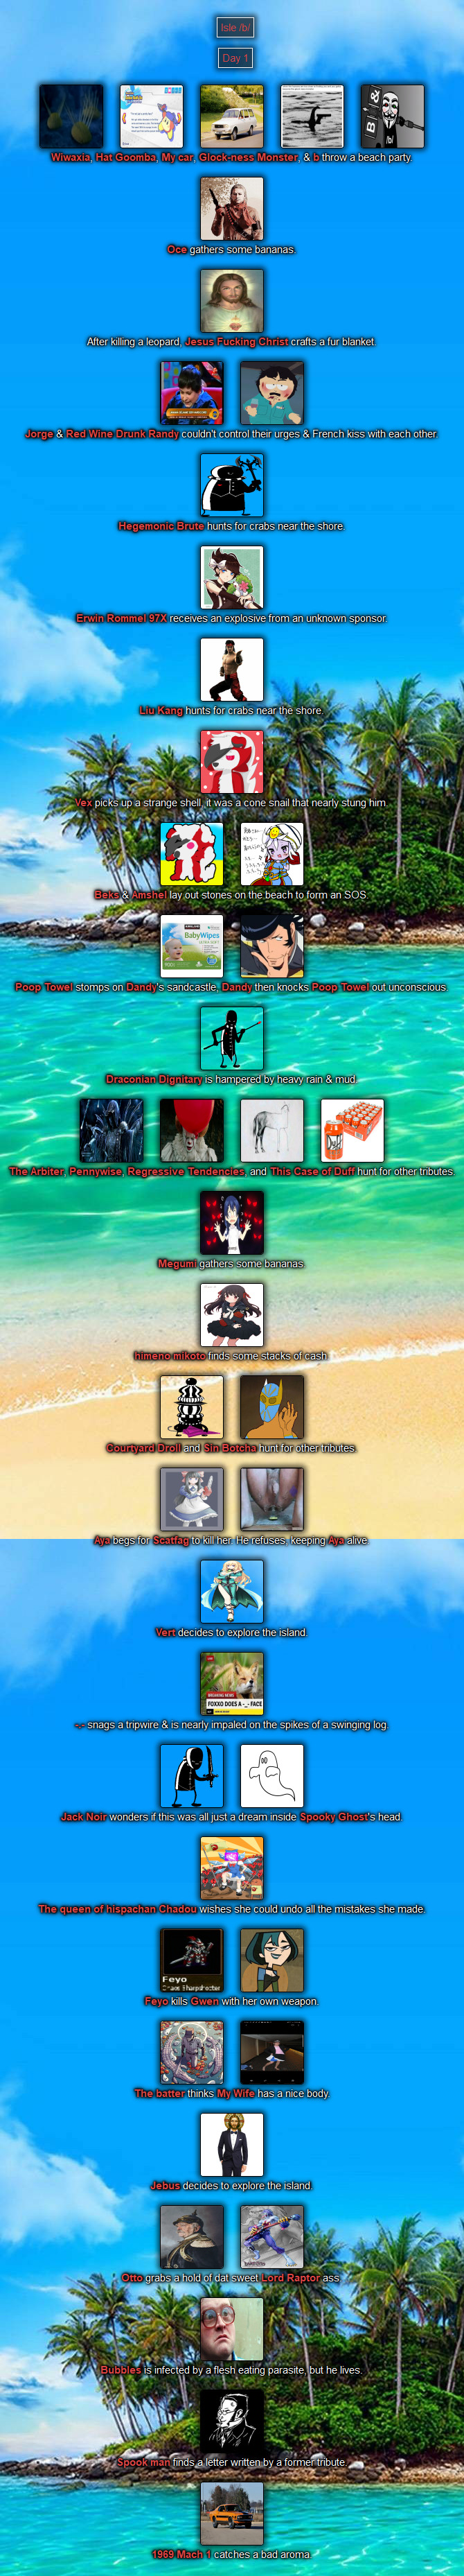 Isle /b/
Day 1
Wiwaxia, Hat Goomba, My car, Glock-ness Monster, & b throw a beach party.
Oce gathers some bananas.
After killing a leopard, Jesus Fucking Christ crafts a fur blanket.
Jorge & Red Wine Drunk Randy couldn't control their urges & French kiss with each other.
Hegemonic Brute hunts for crabs near the shore.
Erwin Rommel 97X receives an explosive from an unknown sponsor.
Liu Kang hunts for crabs near the shore.
Vex picks up a strange shell, it was a cone snail that nearly stung him.
Beks & Amshel lay out stones on the beach to form an SOS.
KIRKLAND
BabyWipes
Poop Towel stomps on Dandy's sandcastle, Dandy then knocks Poop Towel out unconscious.
Draconian Dignitary is hampered by heavy rain & mud.
The Arbiter, Pennywise, Regressive Tendencies, and This Case of Duff hunt for other tributes.
Megumi gathers some bananas.
himeno mikoto finds some stacks of cash.
Courtyard Droll and Sin Botcha hunt for other tributes.
Aya begs for Scatfag to kill her. He refuses, keeping Aya alive.
Vert decides to explore the island.
BREAKING NEWS
FOXXO DOES A -_- FACE
-.- snags a tripwire & is nearly impaled on the spikes of a swinging log.
Jack Noir wonders if this was all just a dream inside Spooky Ghost's head.
The queen of hispachan Chadou wishes she could undo all the mistakes she made.
Feyo
Chaos Sharpshooter
Feyo kills Gwen with her own weapon.
The batter thinks My Wife has a nice body.
Jebus decides to explore the island.
Otto grabs a hold of dat sweet Lord Raptor ass.
Bubbles is infected by a flesh eating parasite, but he lives.
Spook man finds a letter written by a former tribute.
1969 Mach 1 catches a bad aroma.